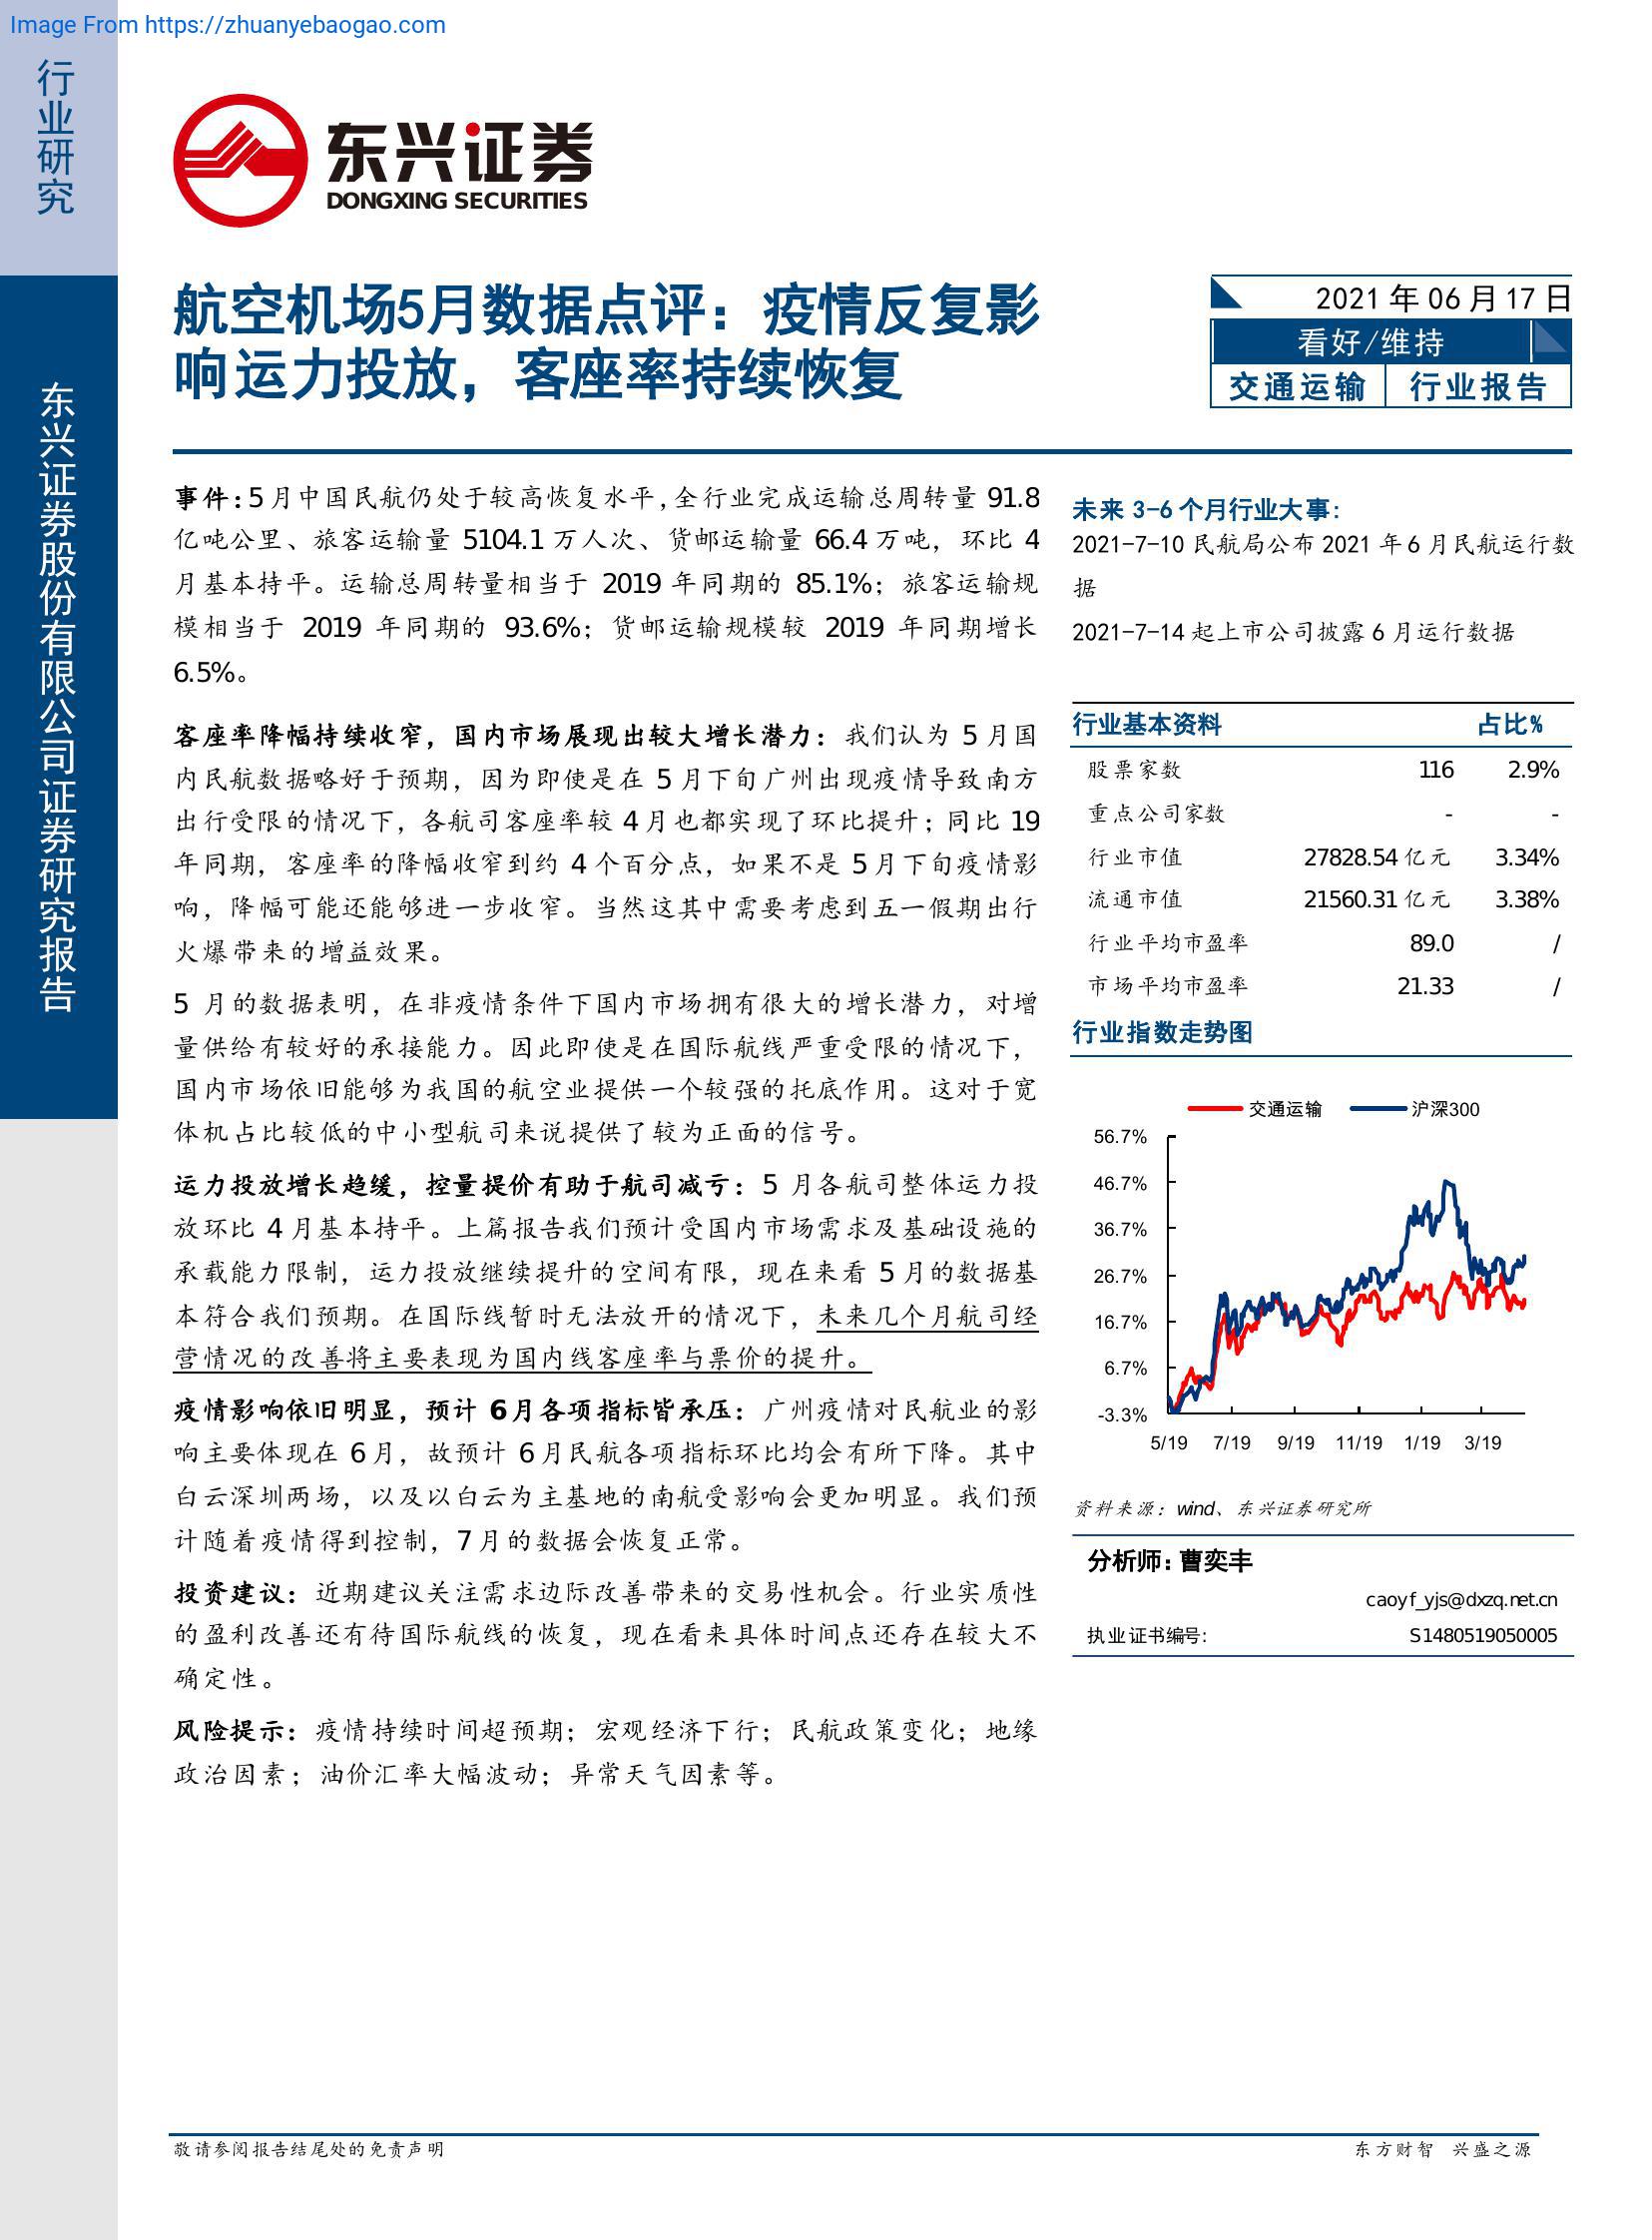 Image From https://zhuanyebaogao.com
行业研究
东兴证券股份有限公司证券研究报告
东兴证券
DONGXING SECURITIES
航空机场5月数据点评：疫情反复影
响运力投放，客座率持续恢复
2021 年 06 月 17 日
看好/维持
交通运输 行业报告
事件：5 月中国民航仍处于较高恢复水平，全行业完成运输总周转量 91.8
亿吨公里、旅客运输量 5104.1 万人次、货邮运输量 66.4 万吨，环比 4
月基本持平。运输总周转量相当于 2019 年同期的 85.1%；旅客运输规
模相当于 2019 年同期的 93.6%；货邮运输规模较 2019 年同期增长
6.5%。
客座率降幅持续收窄，国内市场展现出较大增长潜力：我们认为 5 月国
内民航数据略好于预期，因为即使是在 5 月下旬广州出现疫情导致南方
出行受限的情况下，各航司客座率较 4 月也都实现了环比提升；同比 19
年同期，客座率的降幅收窄到约 4 个百分点，如果不是 5 月下旬疫情影
响，降幅可能还能够进一步收窄。当然这其中需要考虑到五一假期出行
火爆带来的增益效果。
5 月的数据表明，在非疫情条件下国内市场拥有很大的增长潜力，对增
量供给有较好的承接能力。因此即使是在国际航线严重受限的情况下，
国内市场依旧能够为我国的航空业提供一个较强的托底作用。这对于宽
体机占比较低的中小型航司来说提供了较为正面的信号。
运力投放增长趋缓，控量提价有助于航司减亏：5 月各航司整体运力投
放环比 4 月基本持平。上篇报告我们预计受国内市场需求及基础设施的
承载能力限制，运力投放继续提升的空间有限，现在来看 5 月的数据基
本符合我们预期。在国际线暂时无法放开的情况下，未来几个月航司经
营情况的改善将主要表现为国内线客座率与票价的提升。
疫情影响依旧明显，预计 6 月各项指标皆承压：广州疫情对民航业的影
响主要体现在 6 月，故预计 6 月民航各项指标环比均会有所下降。其中
白云深圳两场，以及以白云为主基地的南航受影响会更加明显。我们预
计随着疫情得到控制，7 月的数据会恢复正常。
投资建议：近期建议关注需求边际改善带来的交易性机会。行业实质性
的盈利改善还有待国际航线的恢复，现在看来具体时间点还存在较大不
确定性。
风险提示：疫情持续时间超预期；宏观经济下行；民航政策变化；地缘
政治因素；油价汇率大幅波动；异常天气因素等。
未来 3-6 个月行业大事：
2021-7-10 民航局公布 2021 年 6 月民航运行数
据
2021-7-14 起上市公司披露 6 月运行数据
行业基本资料 占比%
股票家数 116 2.9%
重点公司家数 - -
行业市值 27828.54 亿元 3.34%
流通市值 21560.31 亿元 3.38%
行业平均市盈率 89.0 /
市场平均市盈率 21.33 /
行业指数走势图
交通运输 沪深300
56.7%
46.7%
36.7%
26.7%
16.7%
6.7%
-3.3%
5/19 7/19 9/19 11/19 1/19 3/19
资料来源：wind、东兴证券研究所
分析师：曹奕丰
caoyf_yjs@dxzq.net.cn
执业证书编号: S1480519050005
敬请参阅报告结尾处的免责声明
东方财智 兴盛之源